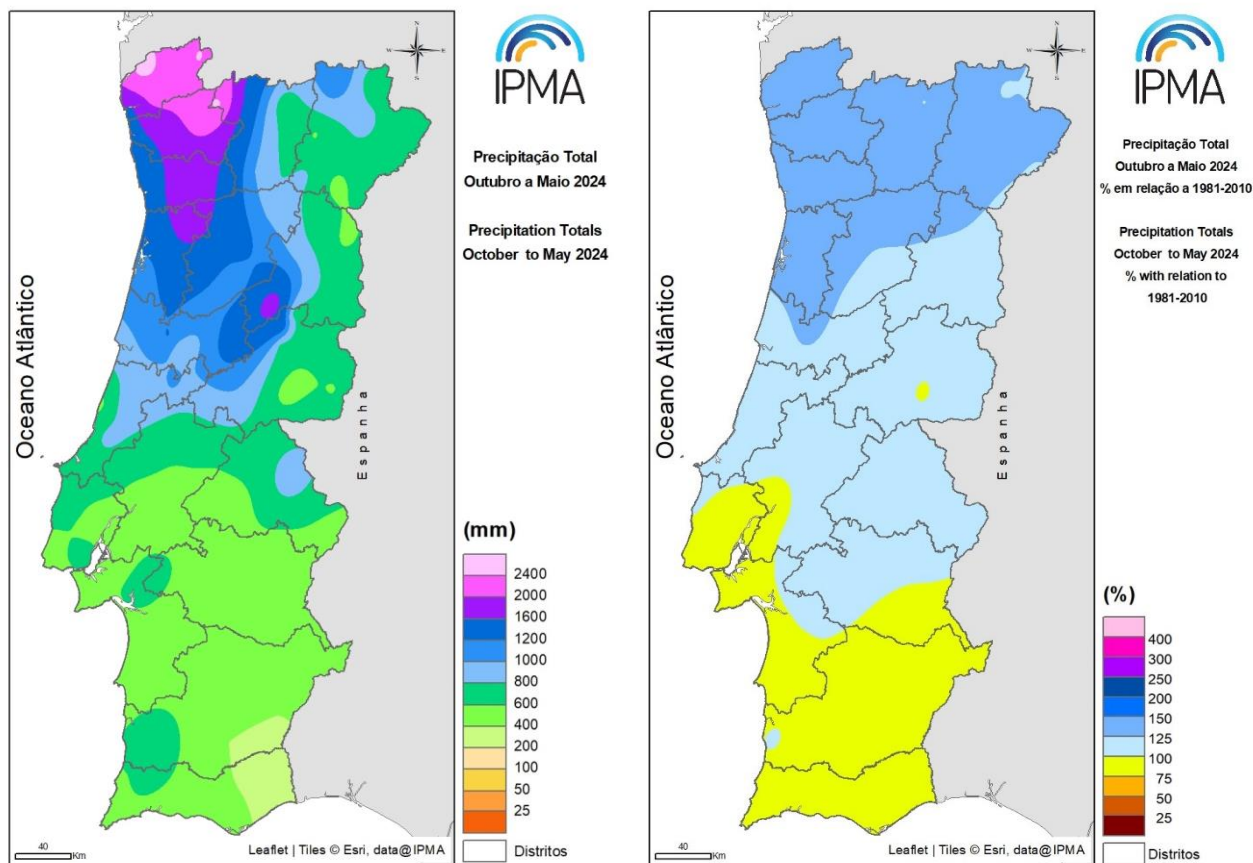 IPMA
Precipitação Total
Outubro a Maio 2024
Precipitation Totals
October to May 2024
Oceano Atlântico
Espanha
N
W
E
S
(mm)
2400
2000
1600
1200
1000
800
600
400
200
100
50
25
Distritos
40
Km
Leaflet | Tiles © Esri, data@IPMA
IPMA
Precipitação Total
Outubro a Maio 2024
% em relação a 1981-2010
Precipitation Totals
October to May 2024
% with relation to
1981-2010
Oceano Atlântico
Espanha
N
W
E
S
(%)
400
300
250
200
150
125
100
75
50
25
Distritos
40
Km
Leaflet | Tiles © Esri, data@IPMA